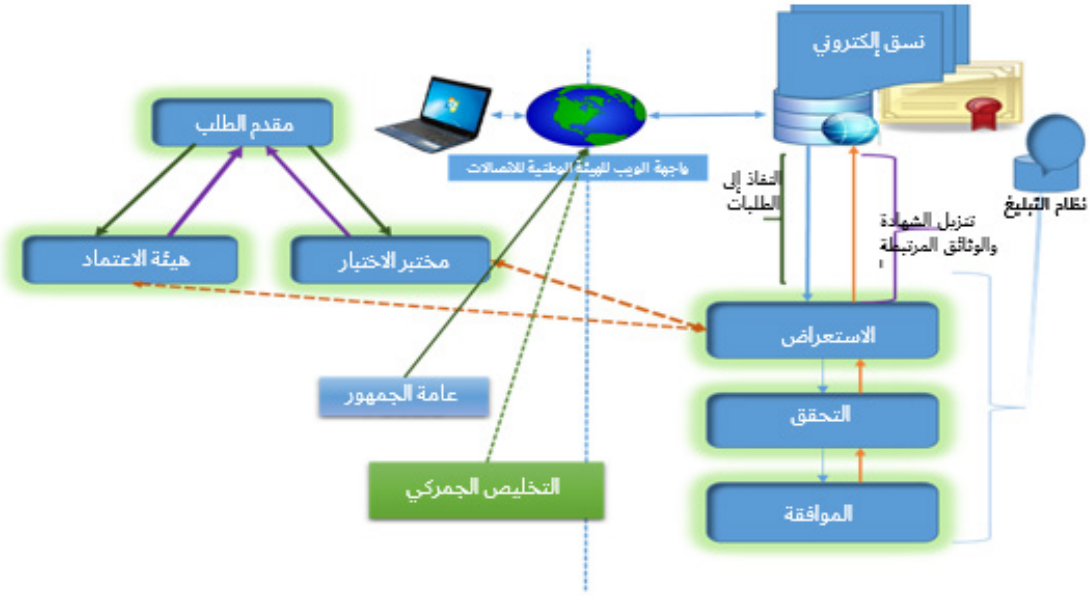 نسق إلكتروني
مقدم الطلب
واجهة الويب للهيئة الوطنية للاتصالات
النفاذ إلى
الطلبات
نظام التبليغ
تنزيل الشهادة
والوثائق المرتبطة
هيئة الاعتماد
مختبر الاختبار
الاستعراض
عامة الجمهور
التحقق
التخليص الجمركي
الموافقة